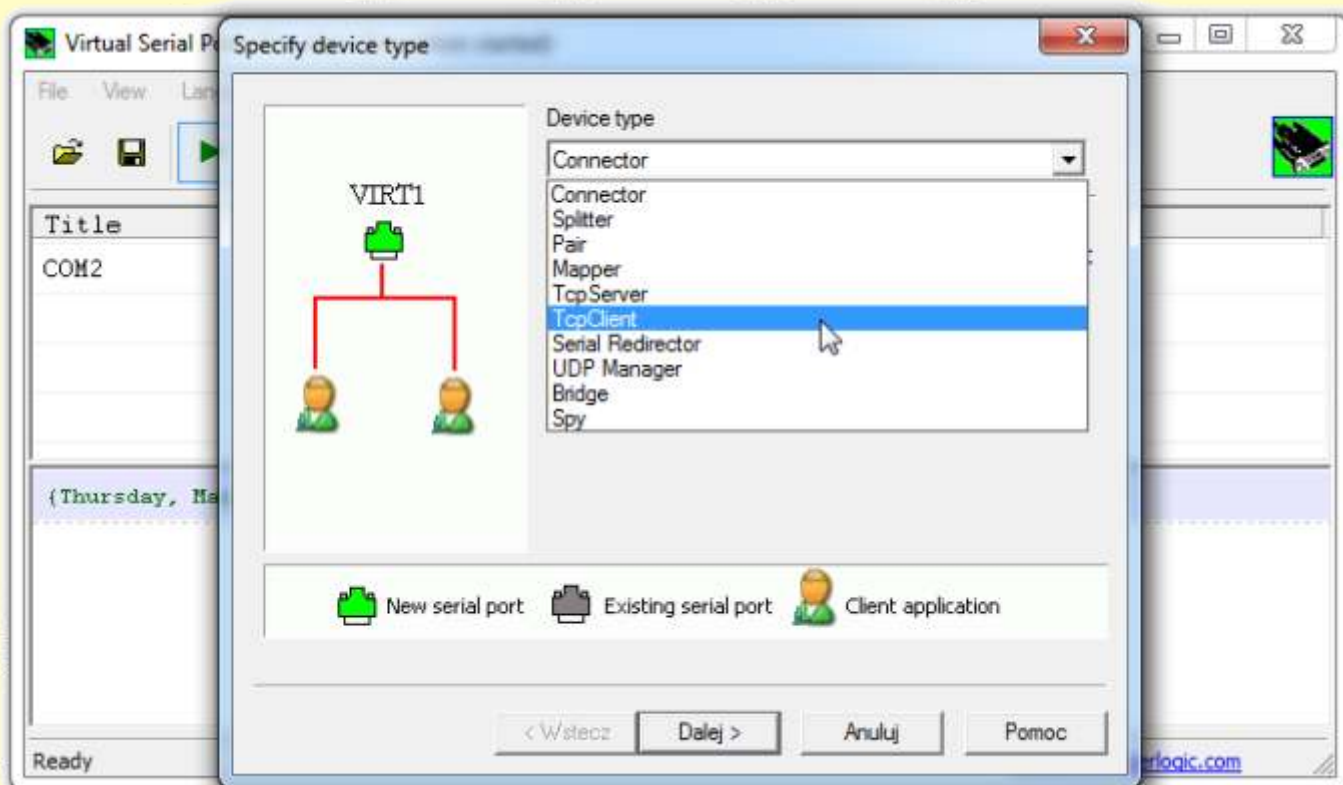 Virtual Serial P
Specify device type
File View Lan
Device type
Connector
VIRT1
Connector
Splitter
Pair
Mapper
TcpServer
TcpClient
Serial Redirector
UDP Manager
Bridge
Spy
Title
COM2
{Thursday, Ma
New serial port
Existing serial port
Client application
< Wstecz
Dalej >
Anuluj
Pomoc
Ready
erlogic.com